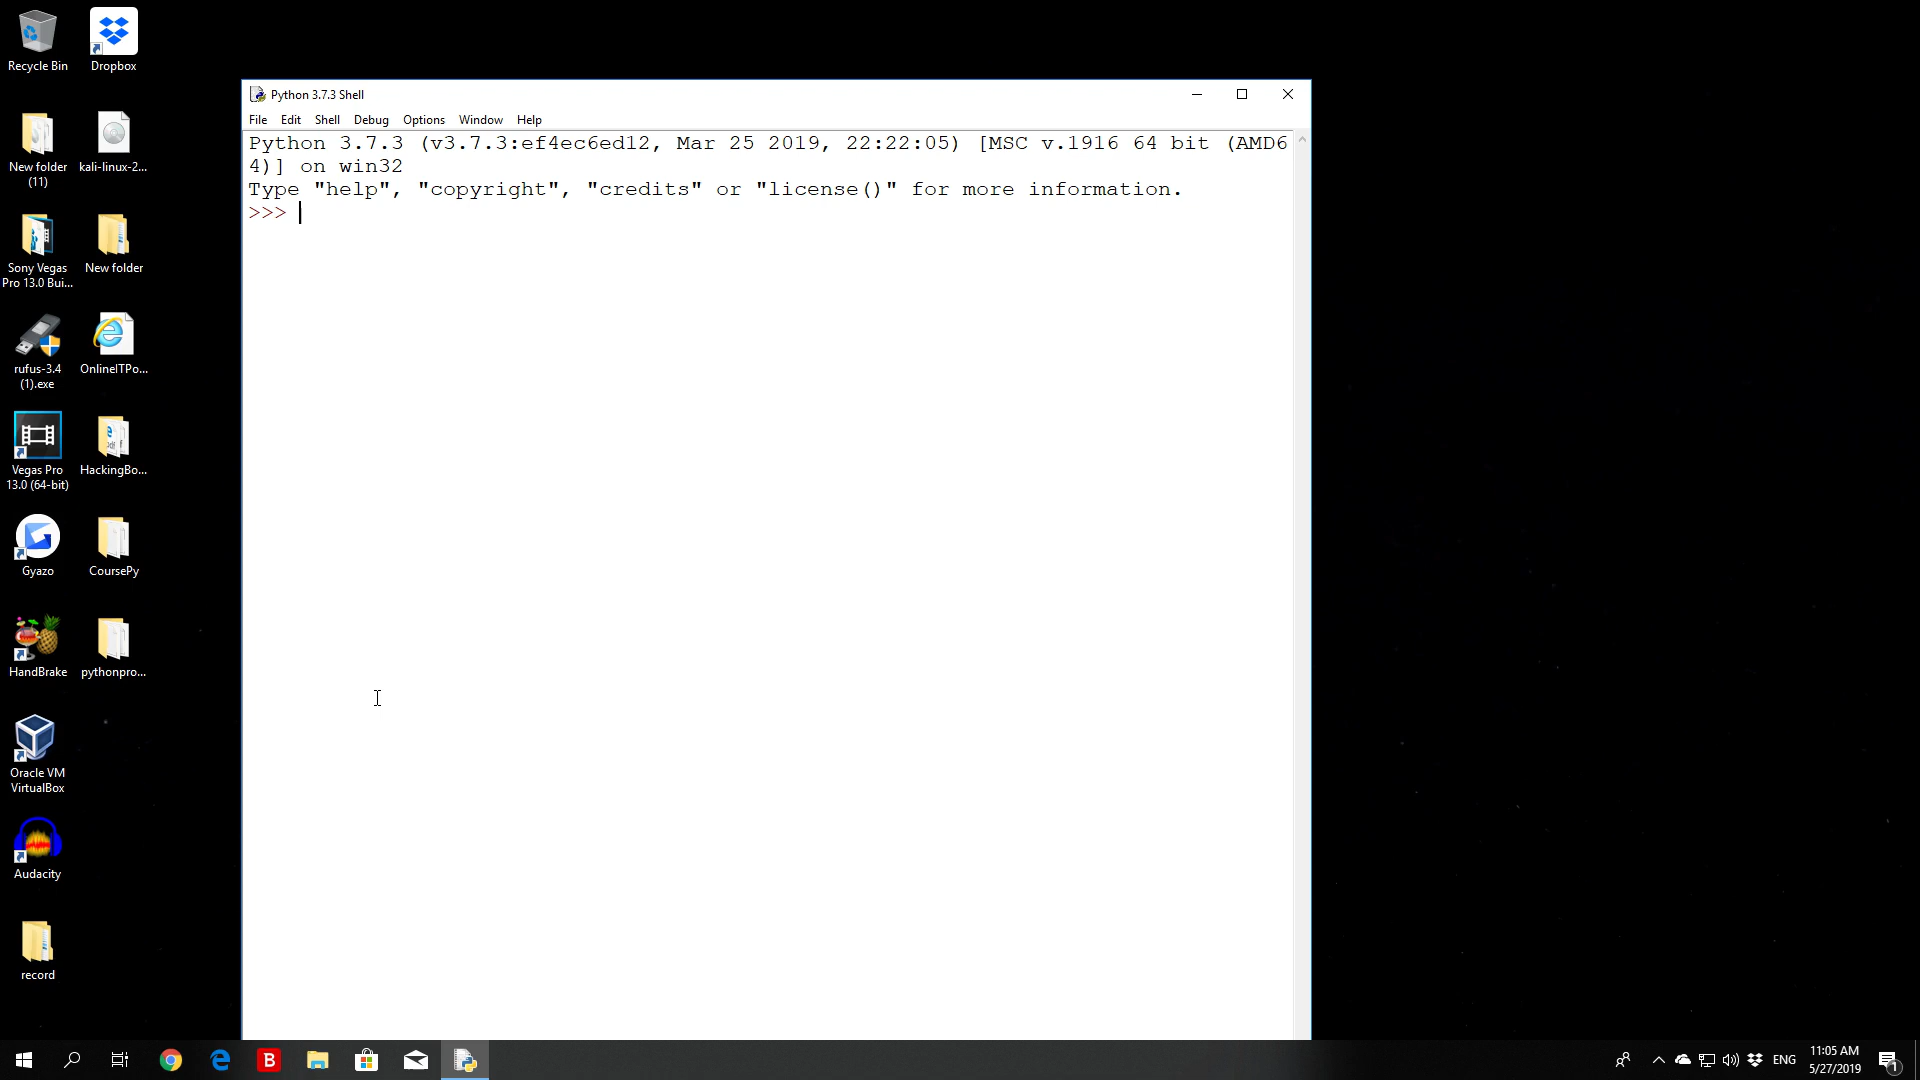 Recycle Bin
Dropbox
New folder
(11)
kali-linux-2...
Sony Vegas
Pro 13.0 Bui...
New folder
rufus-3.4
(1).exe
OnlineITPo...
Vegas Pro
13.0 (64-bit)
HackingBo...
Gyazo
CoursePy
HandBrake
pythonpro...
Oracle VM
VirtualBox
Audacity
record
Python 3.7.3 Shell
File Edit Shell Debug Options Window Help
Python 3.7.3 (v3.7.3:ef4ec6ed12, Mar 25 2019, 22:22:05) [MSC v.1916 64 bit (AMD6
4)] on win32
Type "help", "copyright", "credits" or "license()" for more information.
>>>
B
ENG
11:05 AM
5/27/2019
1